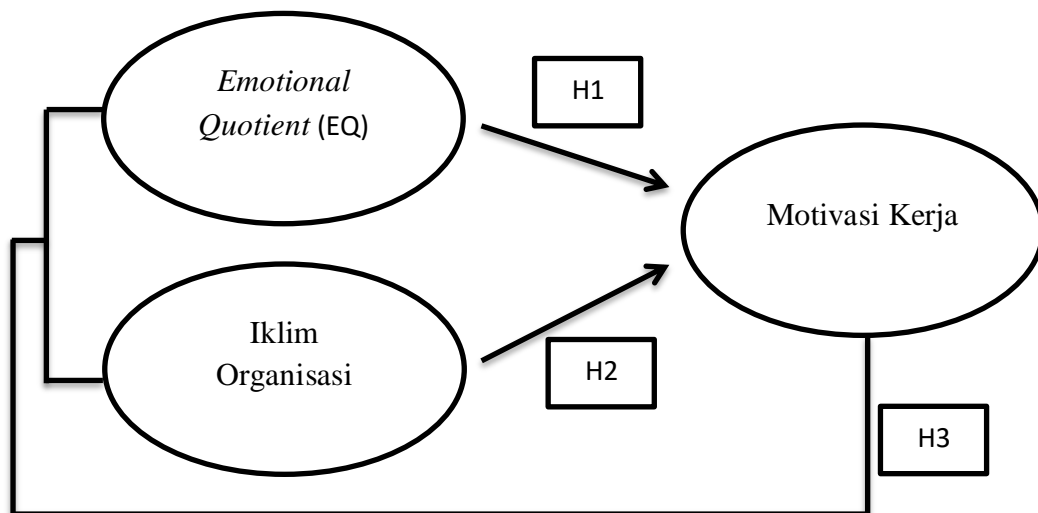 Emotional
Quotient (EQ)
H1
Motivasi Kerja
Iklim
Organisasi
H2
H3